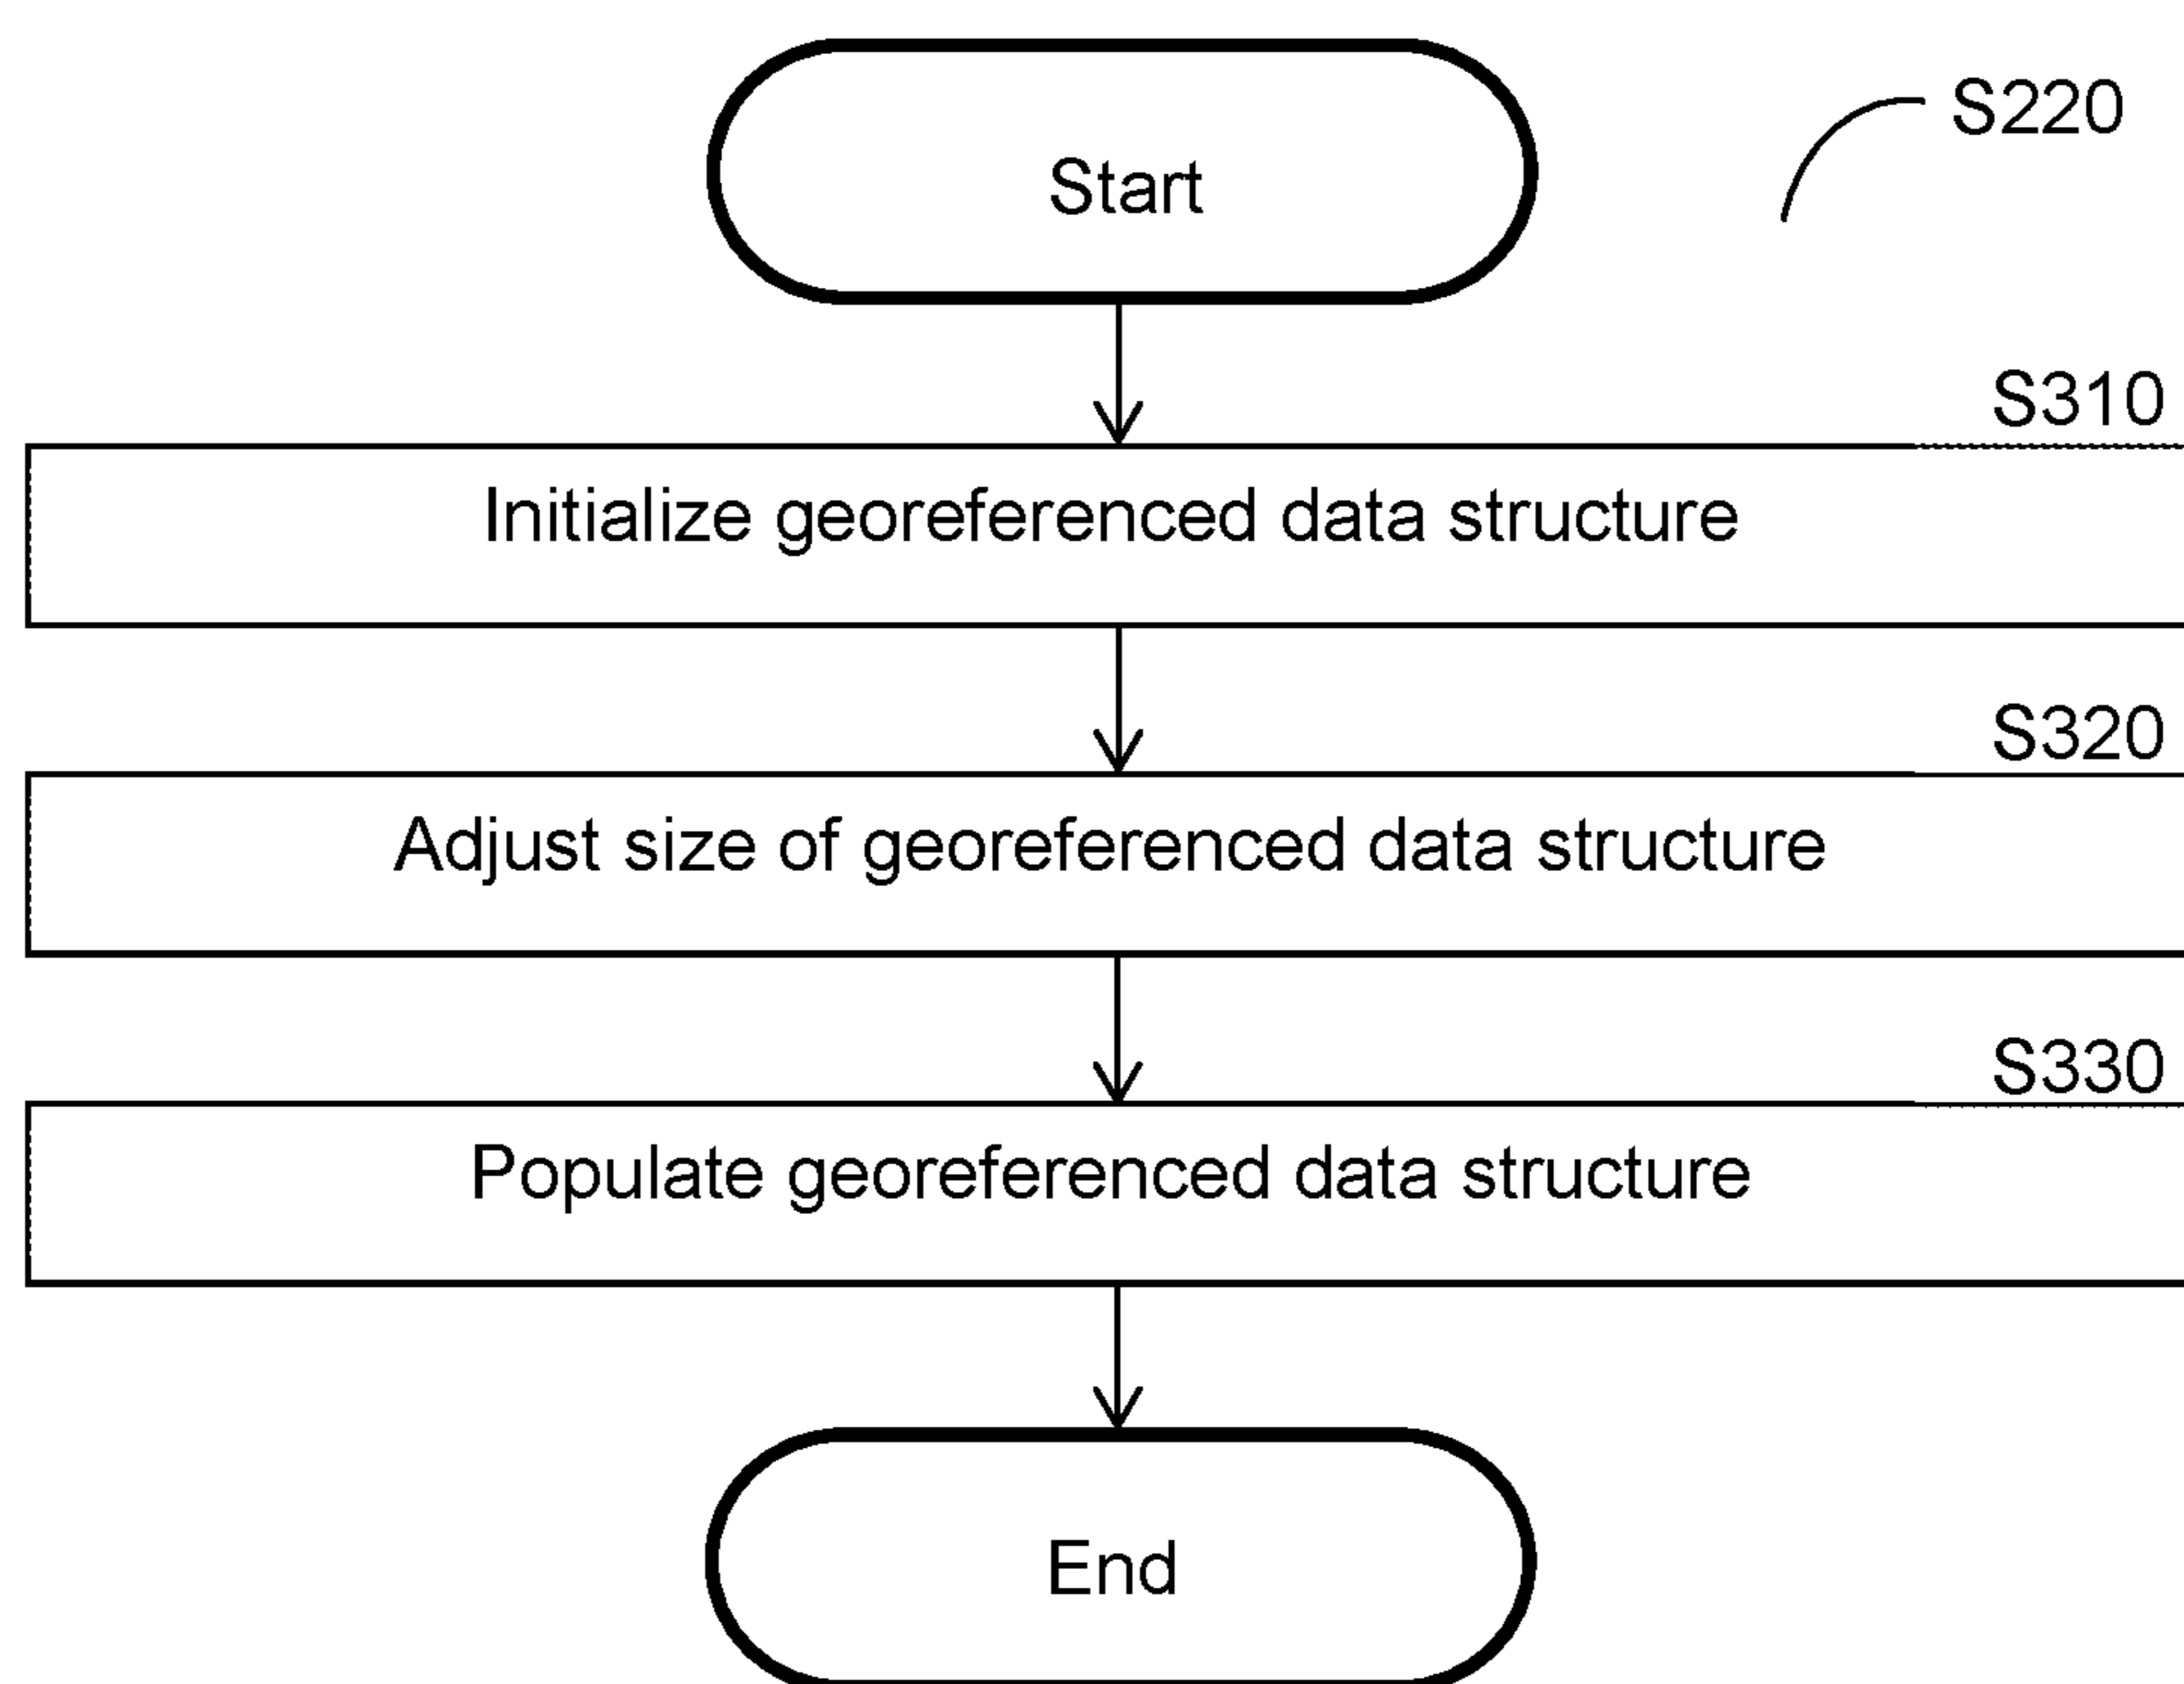 Start
S220
S310
Initialize georeferenced data structure
S320
Adjust size of georeferenced data structure
S330
Populate georeferenced data structure
End